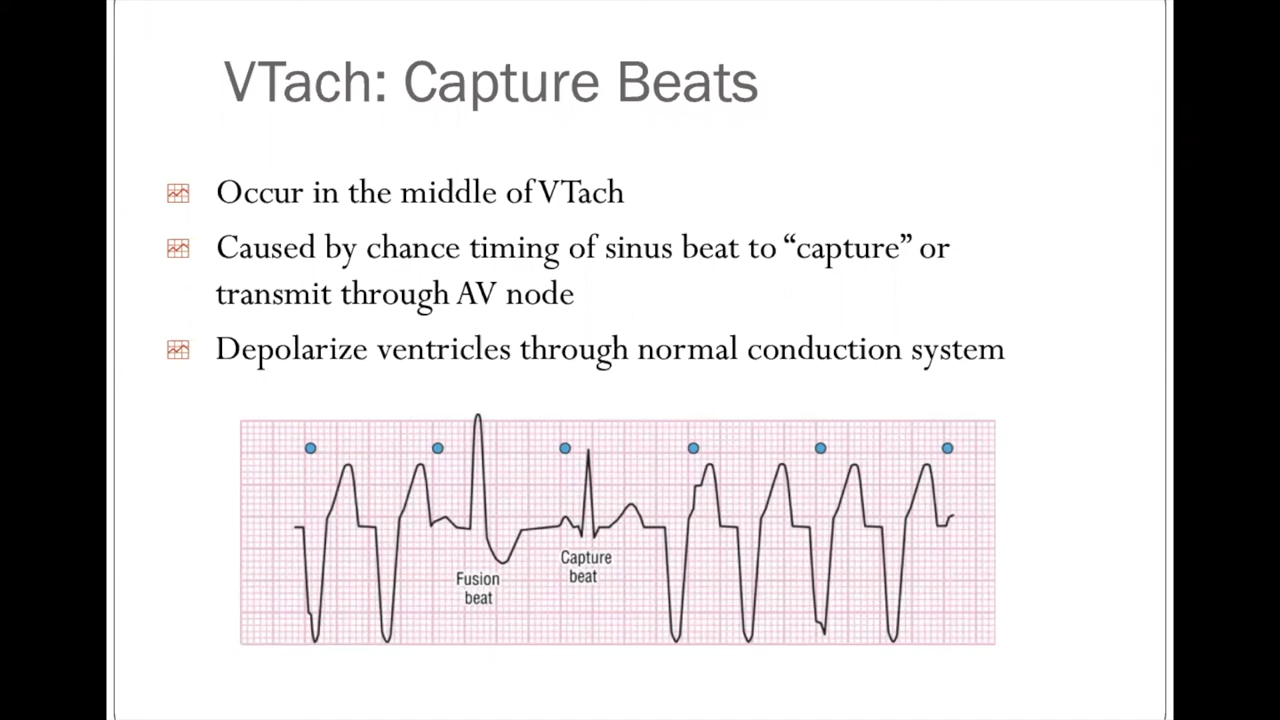 VTach: Capture Beats
Occur in the middle of VTach
Caused by chance timing of sinus beat to “capture” or
transmit through AV node
Depolarize ventricles through normal conduction system
Fusion
beat
Capture
beat